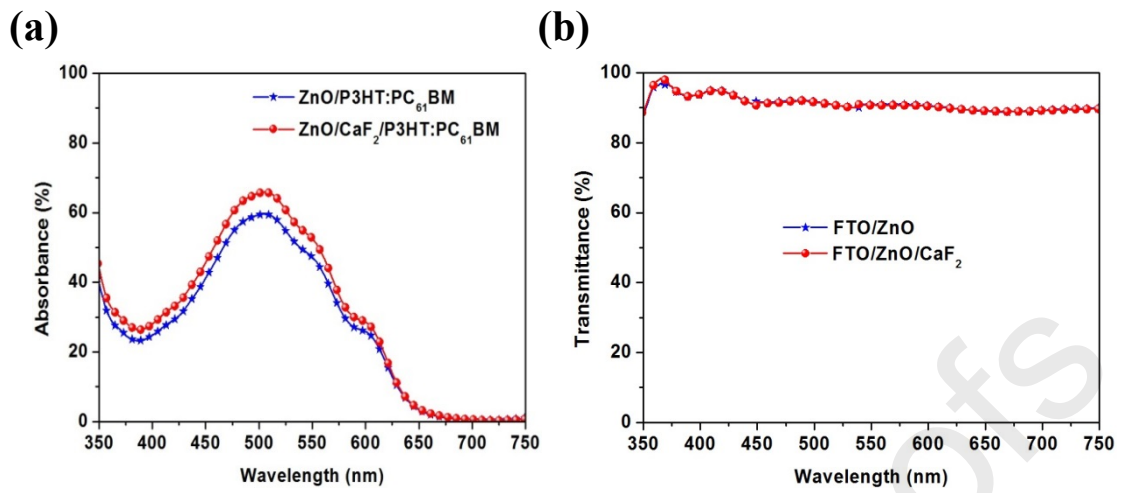 (a)
(b)
100
80
60
40
20
0
350 400 450 500 550 600 650 700 750
Absorbance (%)
Wavelength (nm)
ZnO/P3HT:PC₆₁BM
ZnO/CaF₂/P3HT:PC₆₁BM
100
80
60
40
20
0
350 400 450 500 550 600 650 700 750
Transmittance (%)
Wavelength (nm)
FTO/ZnO
FTO/ZnO/CaF₂
ofs